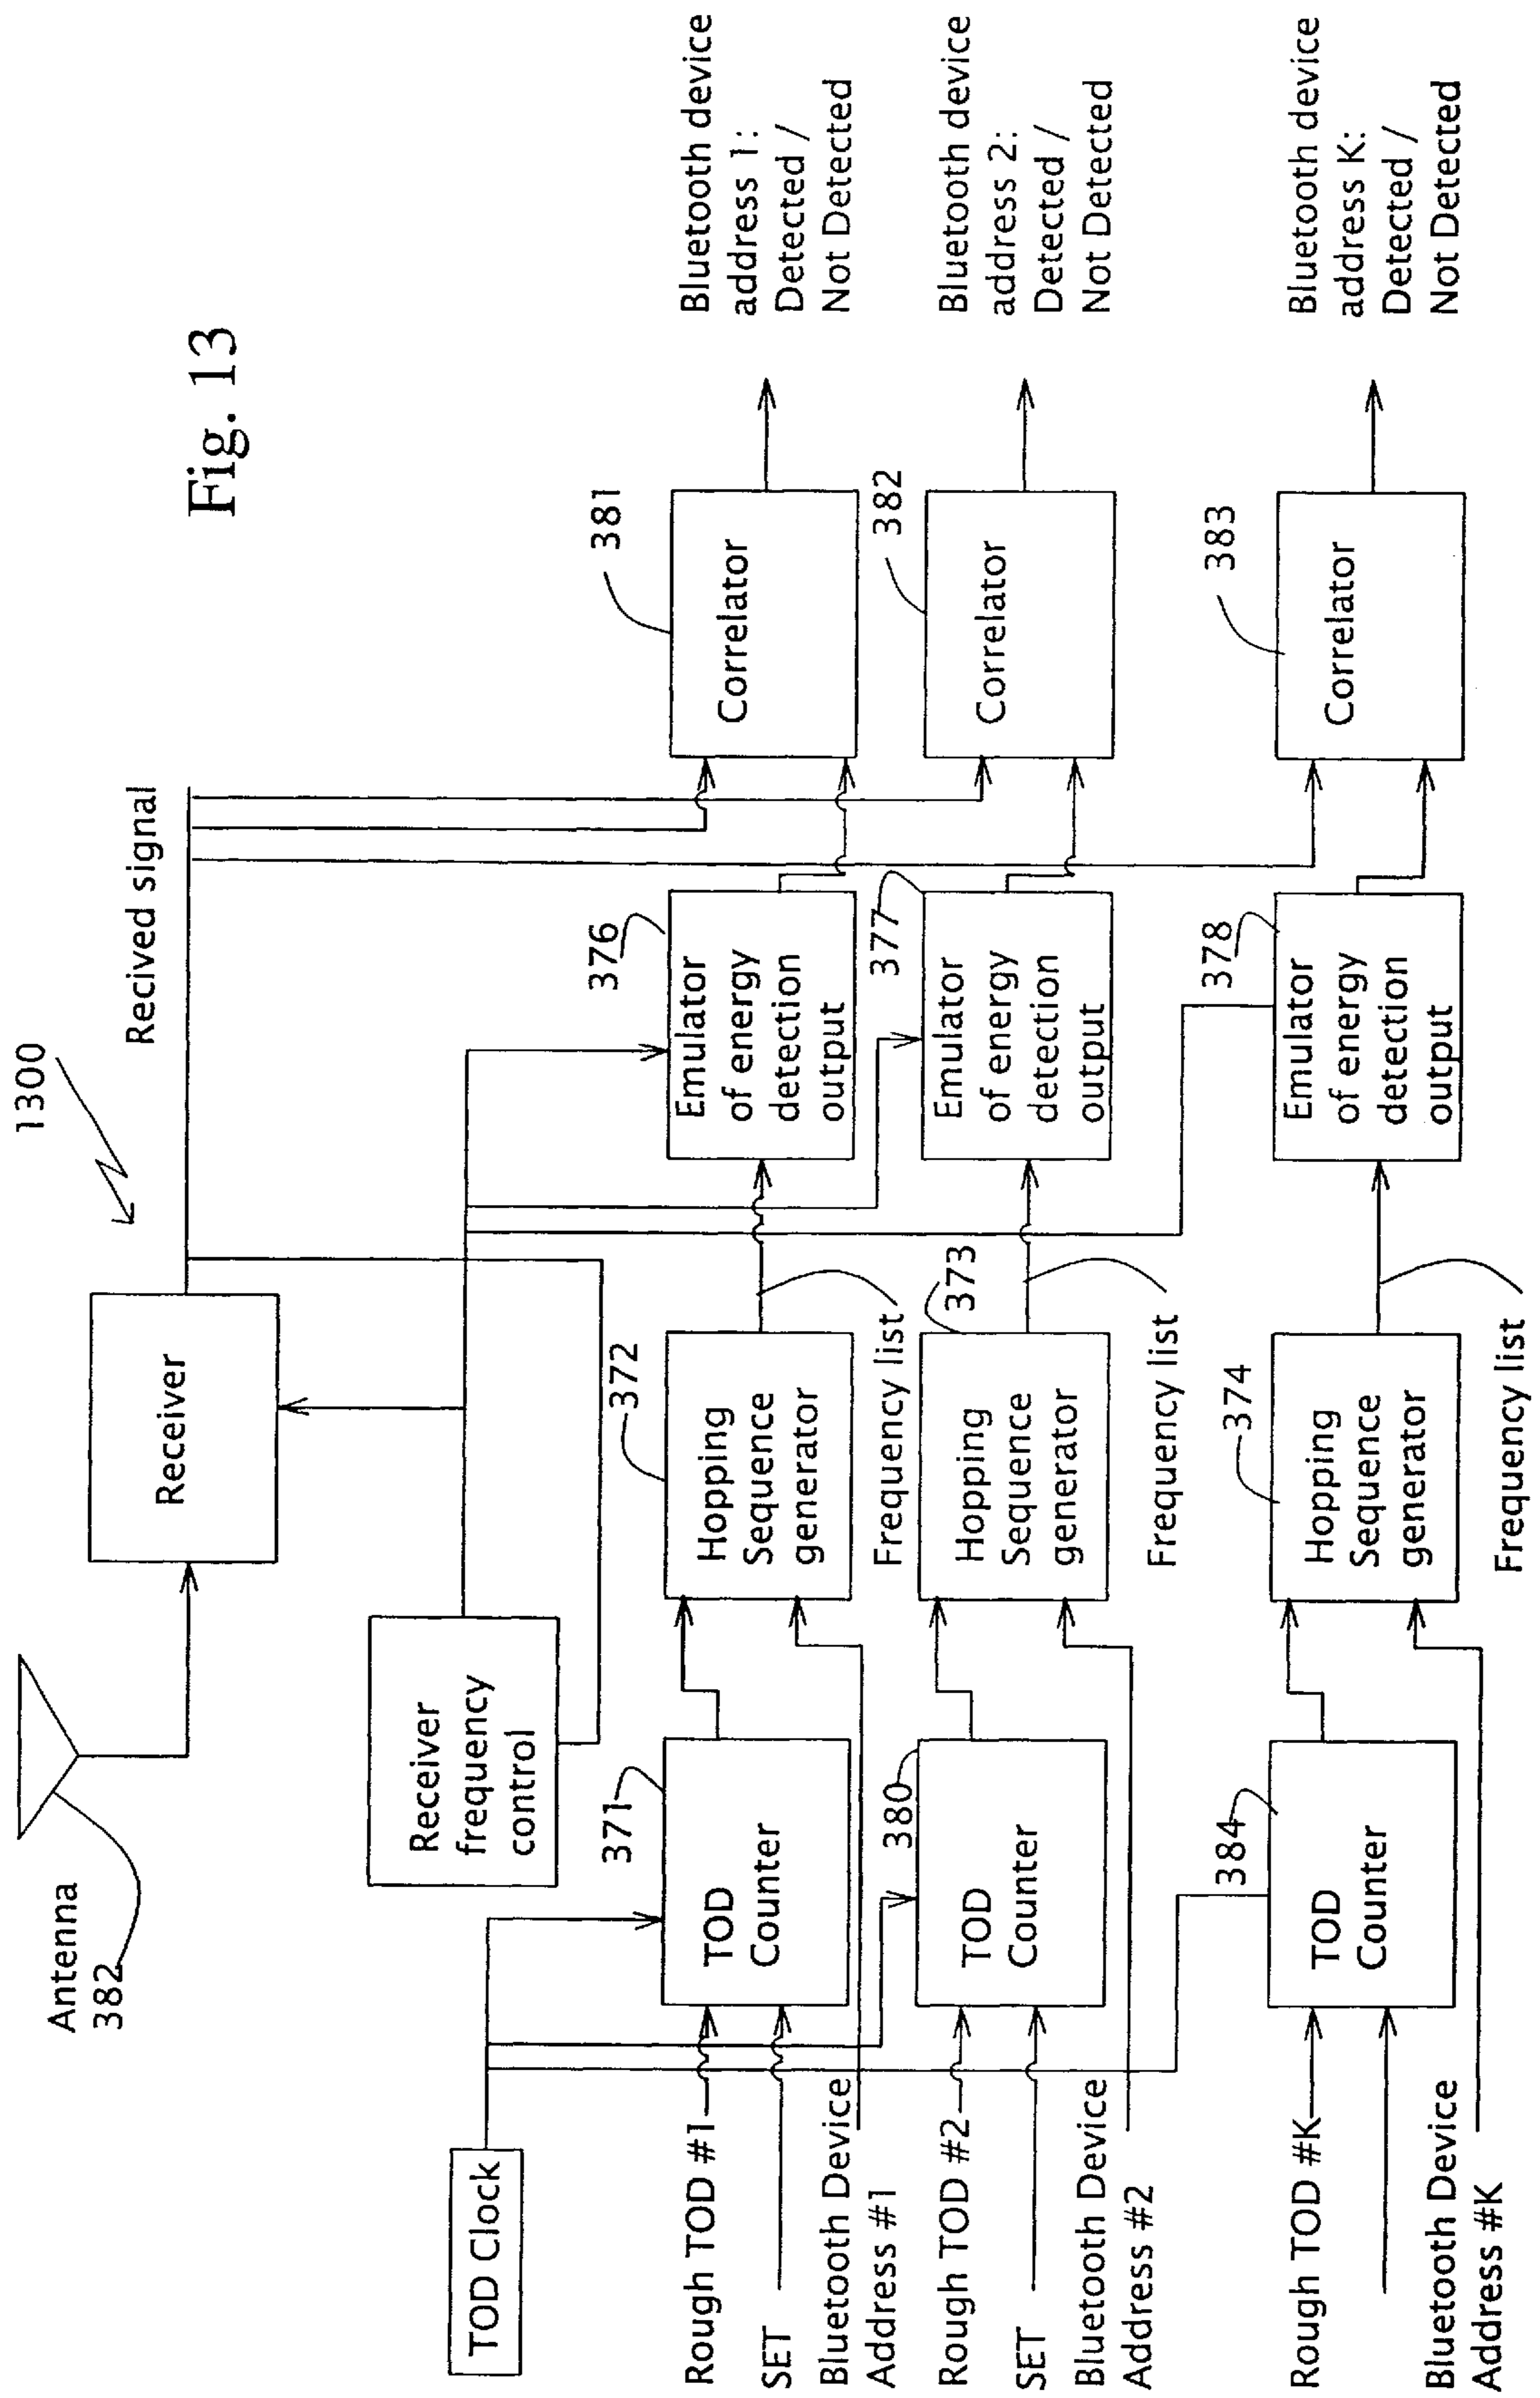 Fig. 13
1300
Antenna
382
Receiver
Recived signal
Receiver
frequency
control
TOD Clock
Rough TOD #1
SET
Bluetooth Device
Address #1
371
TOD
Counter
372
Hopping
Sequence
generator
Frequency list
376
Emulator
of energy
detection
output
381
Correlator
Bluetooth device
address 1:
Detected /
Not Detected
Rough TOD #2
SET
Bluetooth Device
Address #2
380
TOD
Counter
373
Hopping
Sequence
generator
Frequency list
377
Emulator
of energy
detection
output
382
Correlator
Bluetooth device
address 2:
Detected /
Not Detected
Rough TOD #K
Bluetooth Device
Address #K
384
TOD
Counter
374
Hopping
Sequence
generator
Frequency list
378
Emulator
of energy
detection
output
383
Correlator
Bluetooth device
address K:
Detected /
Not Detected